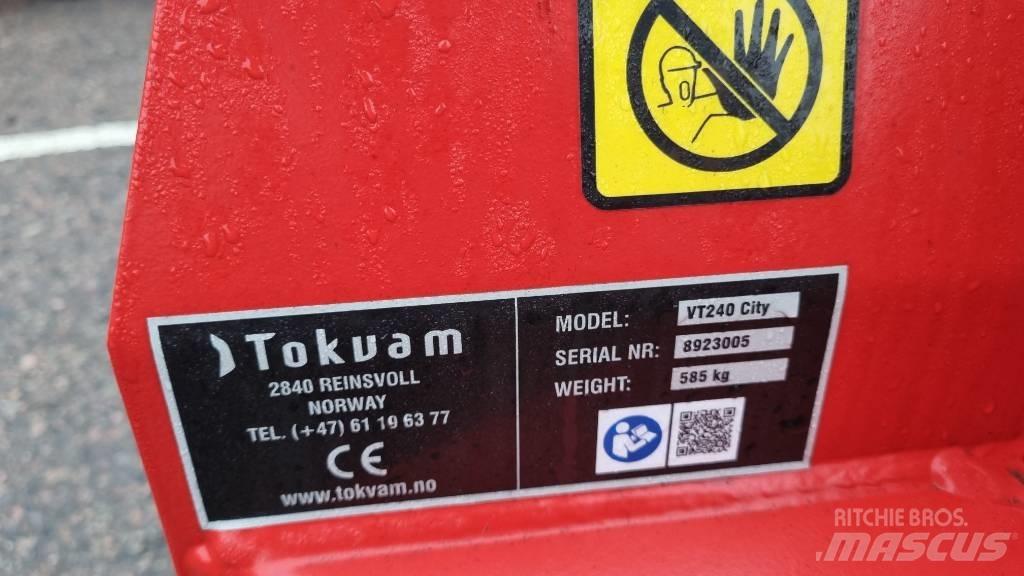 Tokvam
2840 REINSVOLL
NORWAY
TEL. (+47) 61 19 63 77
CE
www.tokvam.no
MODEL: VT240 City
SERIAL NR: 8923005
WEIGHT: 585 kg
RITCHIE BROS.
MASCUS